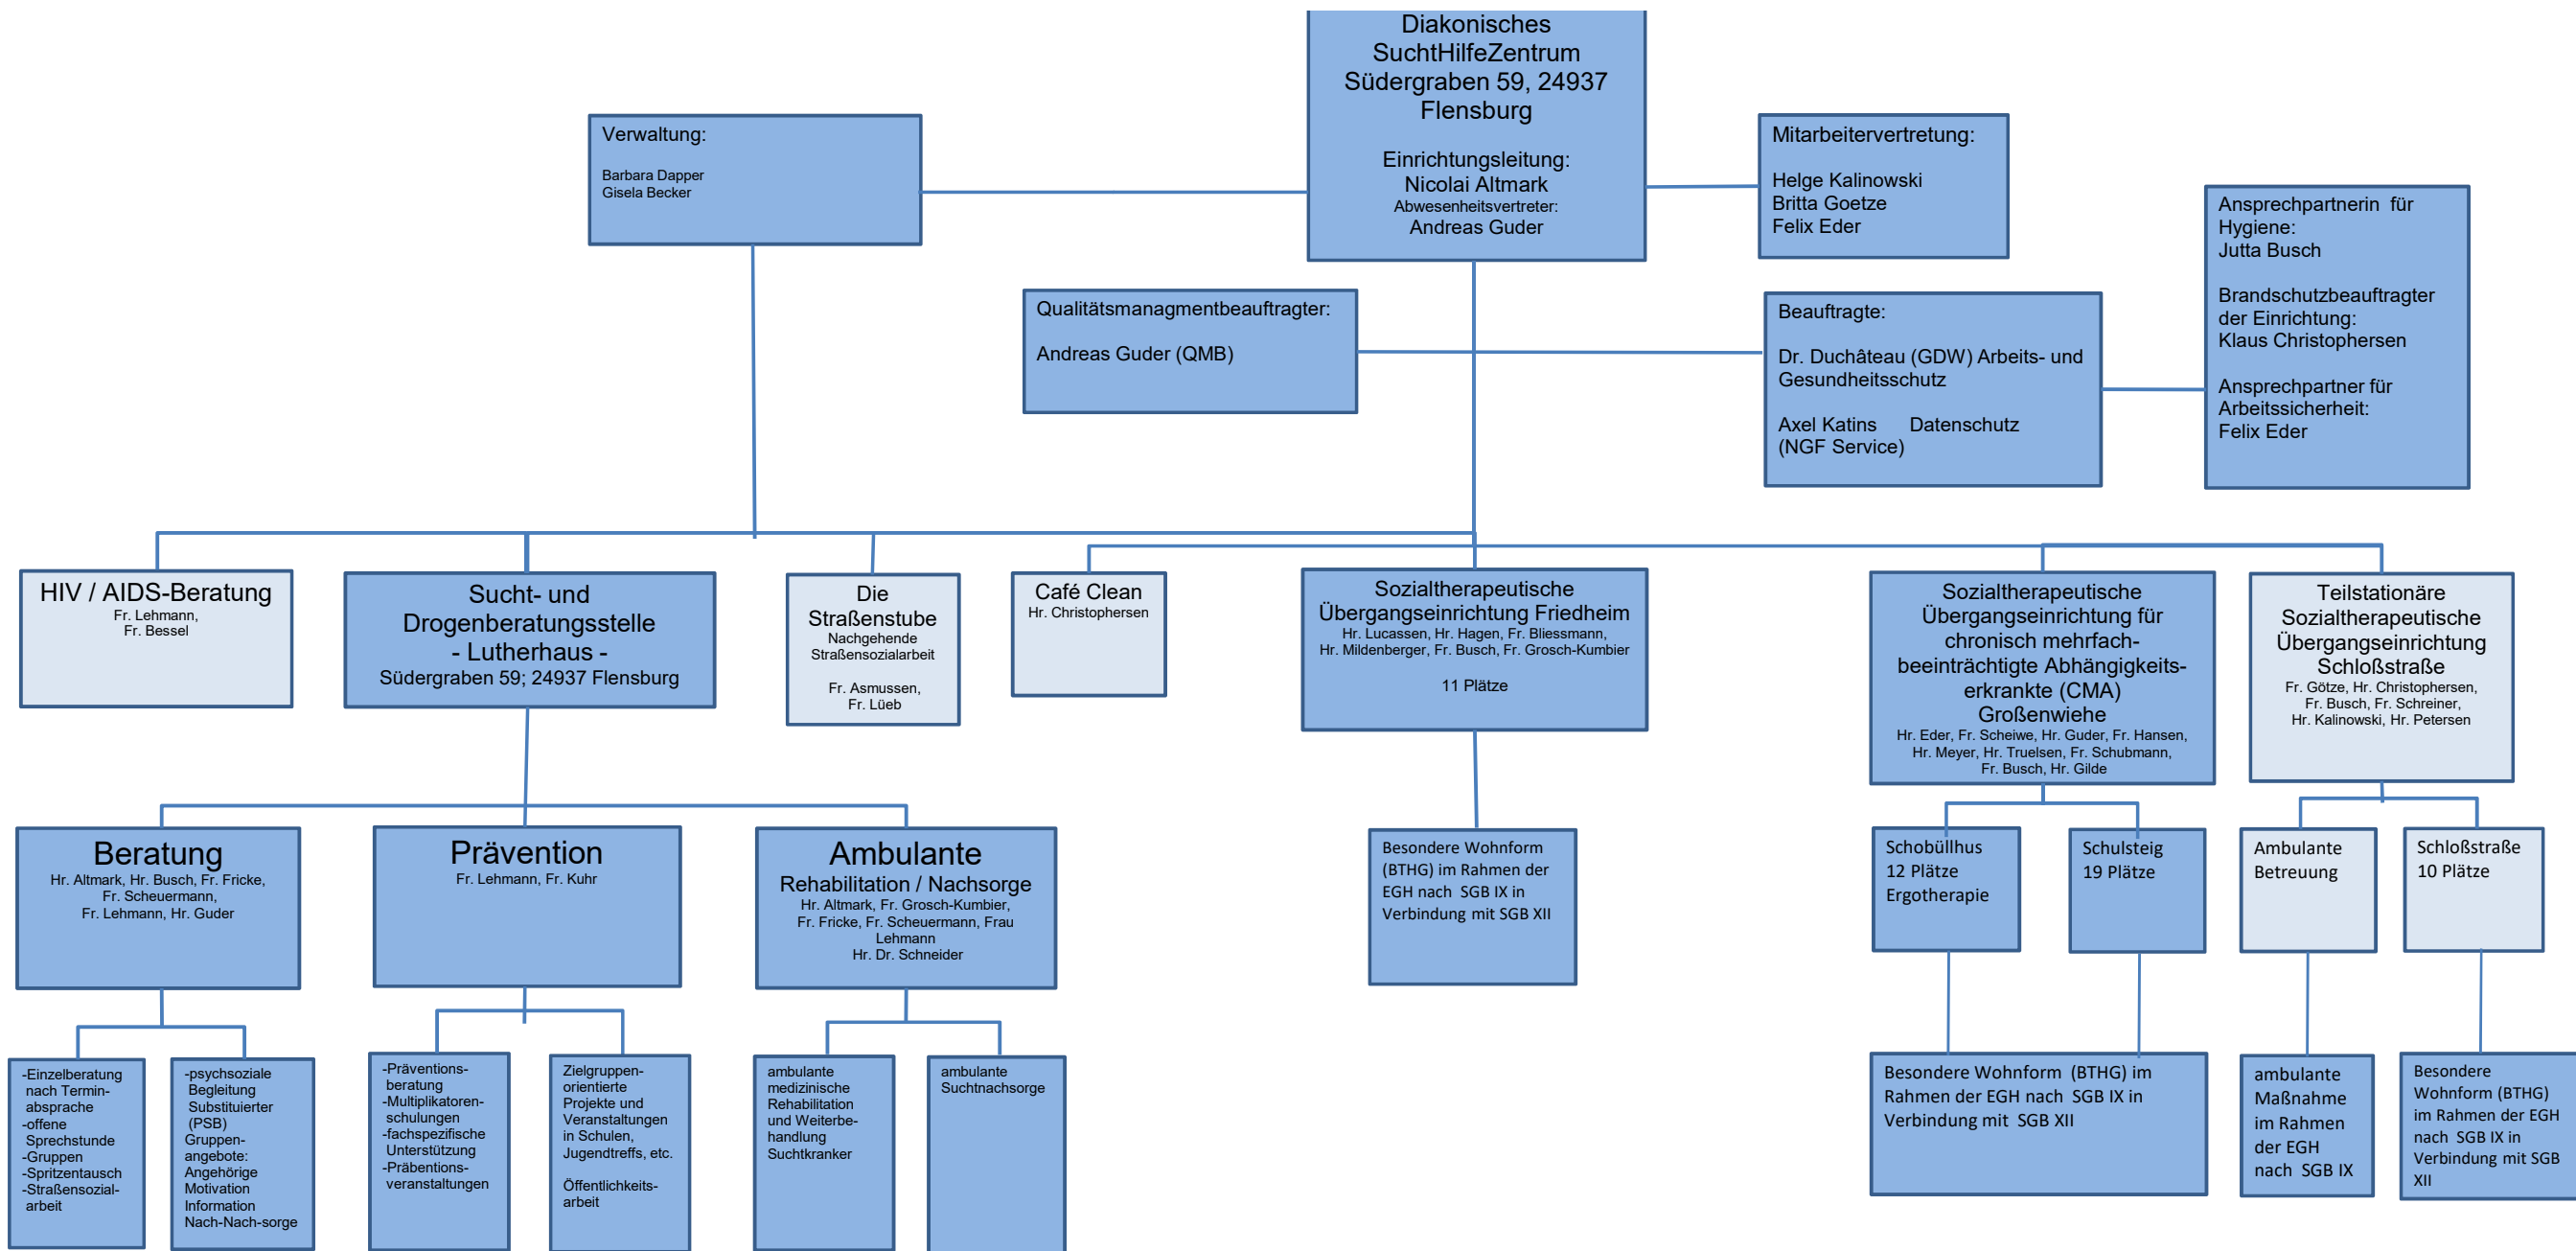 Diakonisches
SuchtHilfeZentrum
Südergraben 59, 24937
Flensburg
Einrichtungsleitung:
Nicolai Altmark
Abwesenheitsvertreter:
Andreas Guder
Verwaltung:
Barbara Dapper
Gisela Becker
Mitarbeitervertretung:
Helge Kalinowski
Britta Goetze
Felix Eder
Ansprechpartnerin für
Hygiene:
Jutta Busch
Brandschutzbeauftragter
der Einrichtung:
Klaus Christophersen
Ansprechpartner für
Arbeitssicherheit:
Felix Eder
Qualitätsmanagmentbeauftragter:
Andreas Guder (QMB)
Beauftragte:
Dr. Duchâteau (GDW) Arbeits- und
Gesundheitsschutz
Axel Katins Datenschutz
(NGF Service)
HIV / AIDS-Beratung
Fr. Lehmann,
Fr. Bessel
Sucht- und
Drogenberatungsstelle
- Lutherhaus -
Südergraben 59; 24937 Flensburg
Die
Straßenstube
Nachgehende
Straßensozialarbeit
Fr. Asmussen,
Fr. Lüeb
Café Clean
Hr. Christophersen
Sozialtherapeutische
Übergangseinrichtung Friedheim
Hr. Lucassen, Hr. Hagen, Fr. Bliessmann,
Hr. Mildenberger, Fr. Busch, Fr. Grosch-Kumbier
11 Plätze
Sozialtherapeutische
Übergangseinrichtung für
chronisch mehrfach-
beeinträchtigte Abhängigkeits-
erkrankte (CMA)
Großenwiehe
Hr. Eder, Fr. Scheiwe, Hr. Guder, Fr. Hansen,
Hr. Meyer, Hr. Truelsen, Fr. Schubmann,
Fr. Busch, Hr. Gilde
Teilstationäre
Sozialtherapeutische
Übergangseinrichtung
Schloßstraße
Fr. Götze, Hr. Christophersen,
Fr. Busch, Fr. Schreiner,
Hr. Kalinowski, Hr. Petersen
Beratung
Hr. Altmark, Hr. Busch, Fr. Fricke,
Fr. Scheuermann,
Fr. Lehmann, Hr. Guder
Prävention
Fr. Lehmann, Fr. Kuhr
Ambulante
Rehabilitation / Nachsorge
Hr. Altmark, Fr. Grosch-Kumbier,
Fr. Fricke, Fr. Scheuermann, Frau
Lehmann
Hr. Dr. Schneider
Besondere Wohnform
(BTHG) im Rahmen der
EGH nach SGB IX in
Verbindung mit SGB XII
Schobüllhus
12 Plätze
Ergotherapie
Schulsteig
19 Plätze
Ambulante
Betreuung
Schloßstraße
10 Plätze
-Einzelberatung
nach Termin-
absprache
-offene
Sprechstunde
-Gruppen
-Spritzentausch
-Straßensozial-
arbeit
-psychsoziale
Begleitung
Substituierter
(PSB)
Gruppen-
angebote:
Angehörige
Motivation
Information
Nach-Nach-sorge
-Präventions-
beratung
-Multiplikatoren-
schulungen
-fachspezifische
Unterstützung
-Präbentions-
veranstaltungen
Zielgruppen-
orientierte
Projekte und
Veranstaltungen
in Schulen,
Jugendtreffs, etc.
Öffentlichkeits-
arbeit
ambulante
medizinische
Rehabilitation
und Weiterbe-
handlung
Suchtkranker
ambulante
Suchtnachsorge
Besondere Wohnform (BTHG) im
Rahmen der EGH nach SGB IX in
Verbindung mit SGB XII
ambulante
Maßnahme
im Rahmen
der EGH
nach SGB IX
Besondere
Wohnform (BTHG)
im Rahmen der EGH
nach SGB IX in
Verbindung mit SGB
XII